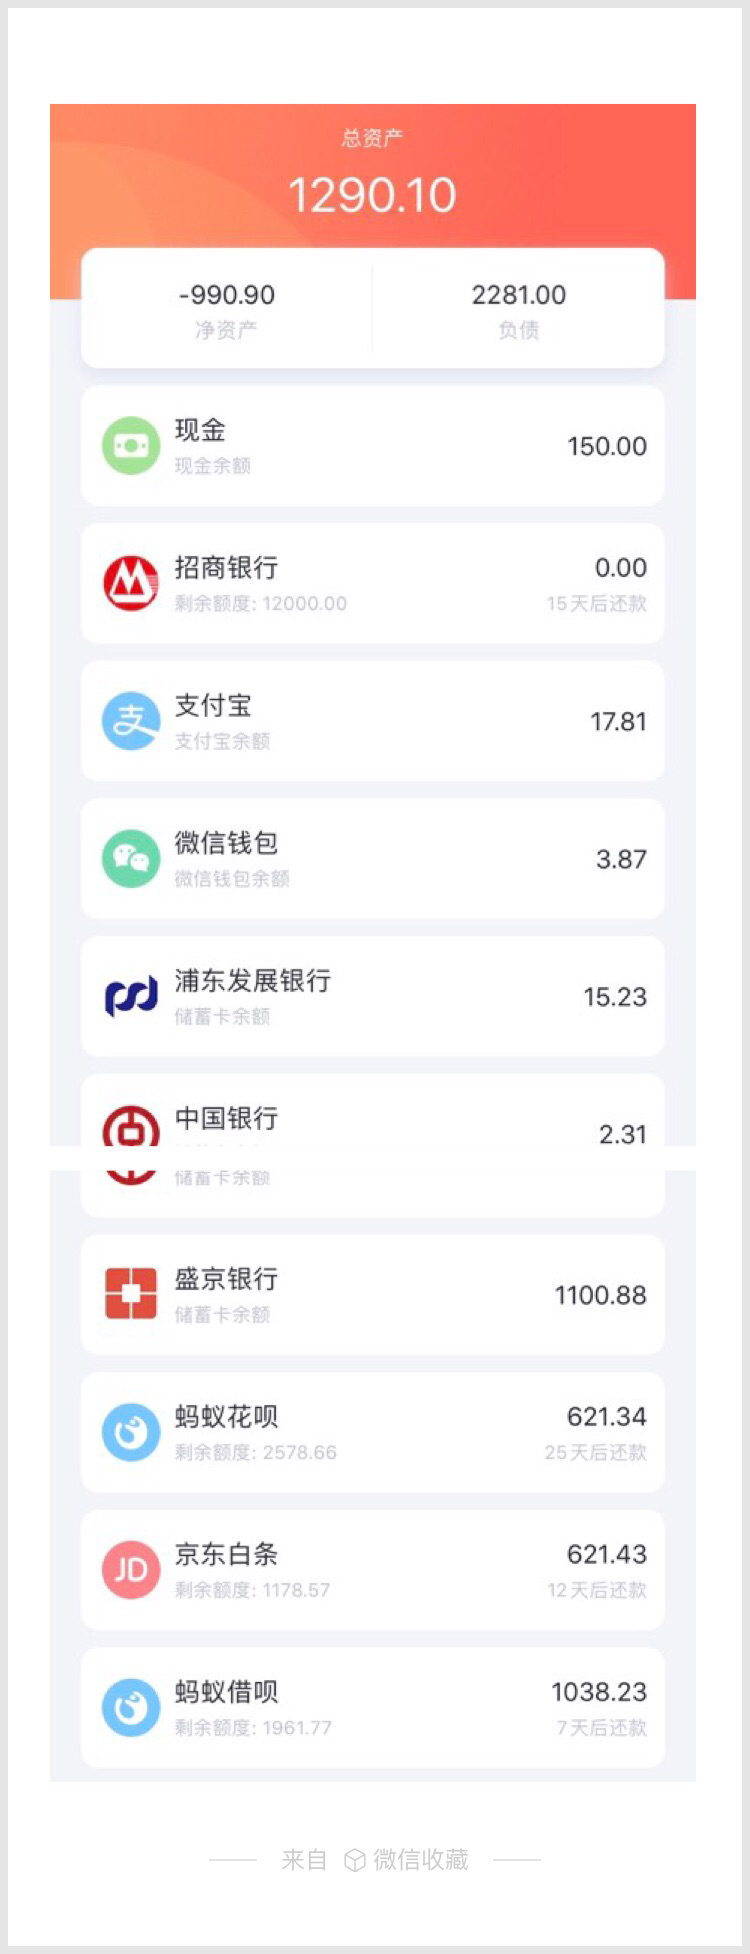 总资产
1290.10
-990.90
2281.00
净资产
负债
现金
150.00
现金余额
招商银行
0.00
剩余额度: 12000.00
15天后还款
支付宝
17.81
支付宝余额
微信钱包
3.87
微信钱包余额
浦东发展银行
15.23
储蓄卡余额
中国银行
2.31
储蓄卡余额
盛京银行
1100.88
储蓄卡余额
蚂蚁花呗
621.34
剩余额度: 2578.66
25天后还款
JD
京东白条
621.43
剩余额度: 1178.57
12天后还款
蚂蚁借呗
1038.23
剩余额度: 1961.77
7天后还款
来自 微信收藏